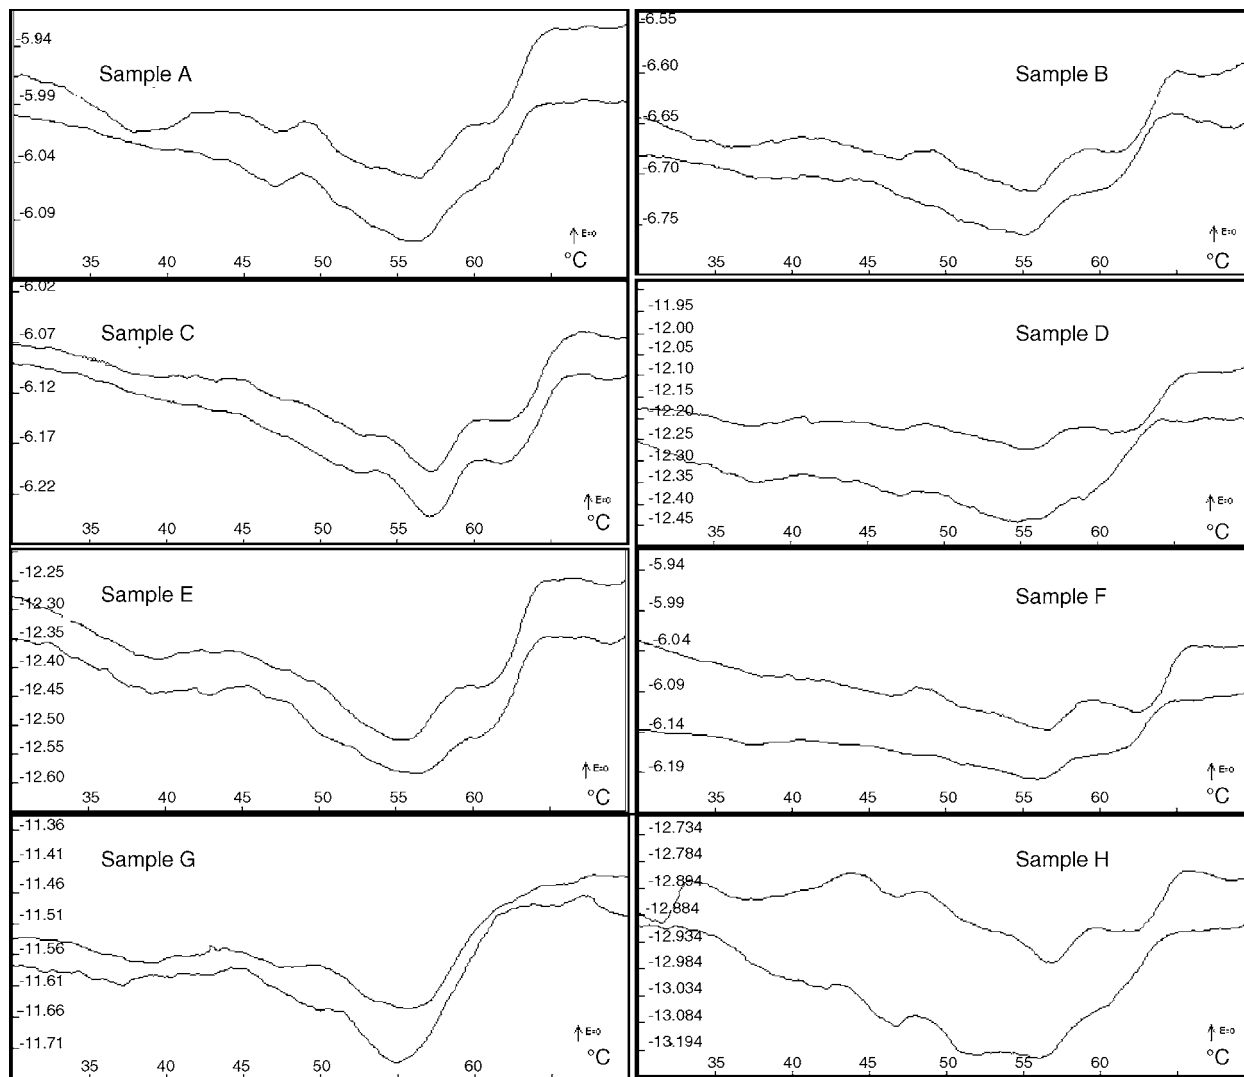 -5.94
-5.99
-6.04
-6.09
Sample A
E=0
°C
35 40 45 50 55 60
-6.55
-6.60
-6.65
-6.70
-6.75
Sample B
E=0
°C
35 40 45 50 55 60
-6.02
-6.07
-6.12
-6.17
-6.22
Sample C
E=0
°C
35 40 45 50 55 60
-11.95
-12.00
-12.05
-12.10
-12.15
-12.20
-12.25
-12.30
-12.35
-12.40
-12.45
Sample D
E=0
°C
35 40 45 50 55 60
-12.25
-12.30
-12.35
-12.40
-12.45
-12.50
-12.55
-12.60
Sample E
E=0
°C
35 40 45 50 55 60
-5.94
-5.99
-6.04
-6.09
-6.14
-6.19
Sample F
E=0
°C
35 40 45 50 55 60
-11.36
-11.41
-11.46
-11.51
-11.56
-11.61
-11.66
-11.71
Sample G
E=0
°C
35 40 45 50 55 60
-12.734
-12.784
-12.894
-12.884
-12.934
-12.984
-13.034
-13.084
-13.194
Sample H
E=0
°C
35 40 45 50 55 60